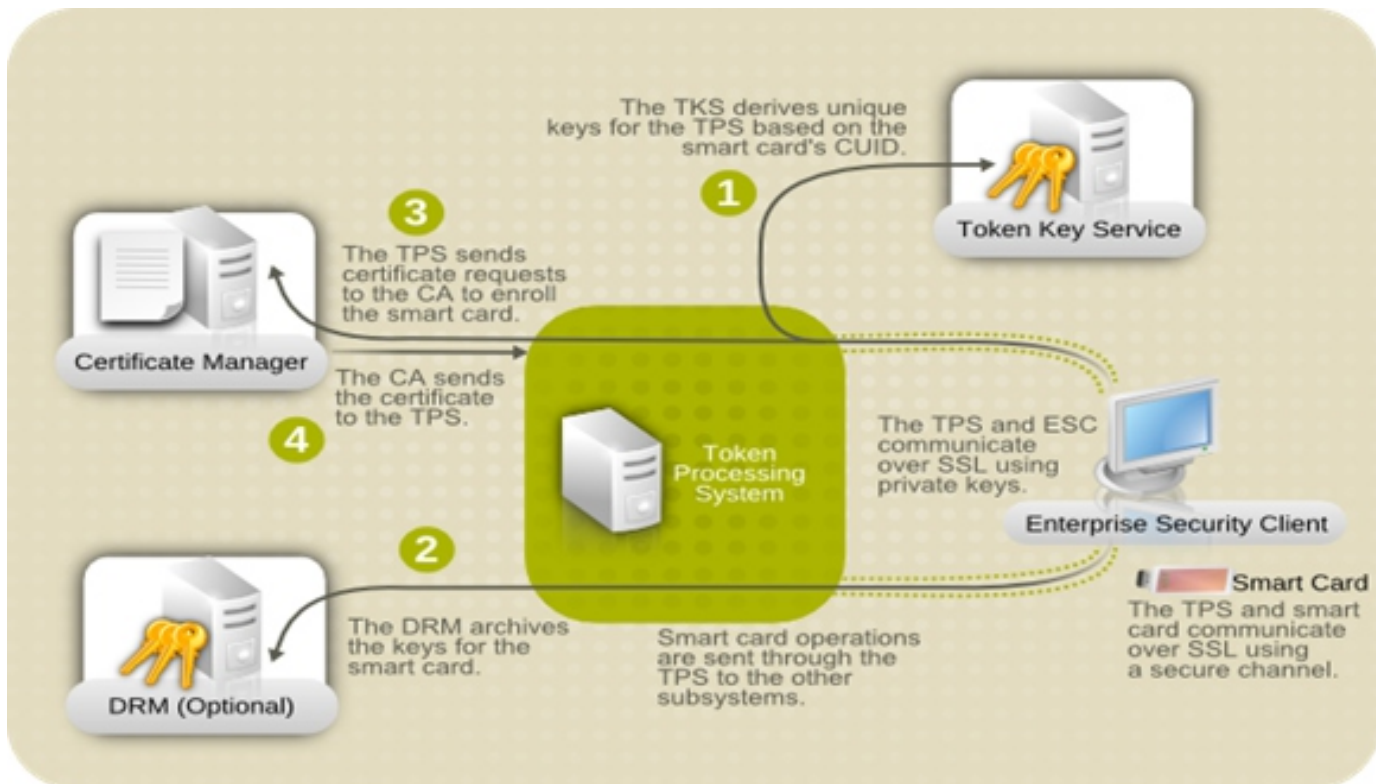 The TKS derives unique
keys for the TPS based on the
smart card's CUID.
1
Token Key Service
3
The TPS sends
certificate requests
to the CA to enroll
the smart card.
Certificate Manager
The CA sends
the certificate
to the TPS.
4
Token
Processing
System
The TPS and ESC
communicate
over SSL using
private keys.
Enterprise Security Client
2
The DRM archives
the keys for the
smart card.
DRM (Optional)
Smart card operations
are sent through the
TPS to the other
subsystems.
Smart Card
The TPS and smart
card communicate
over SSL using
a secure channel.